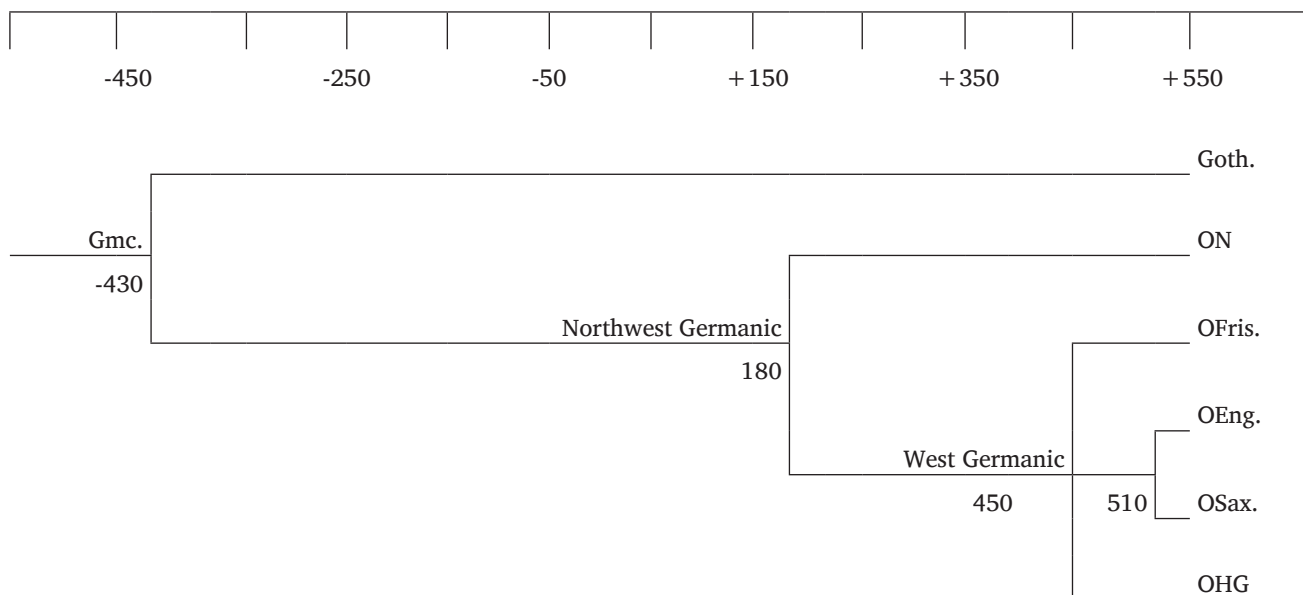 -450 -250 -50 +150 +350 +550
Goth.
Gmc. ON
-430
Northwest Germanic OFris.
180
OEng.
West Germanic
450 510 OSax.
OHG